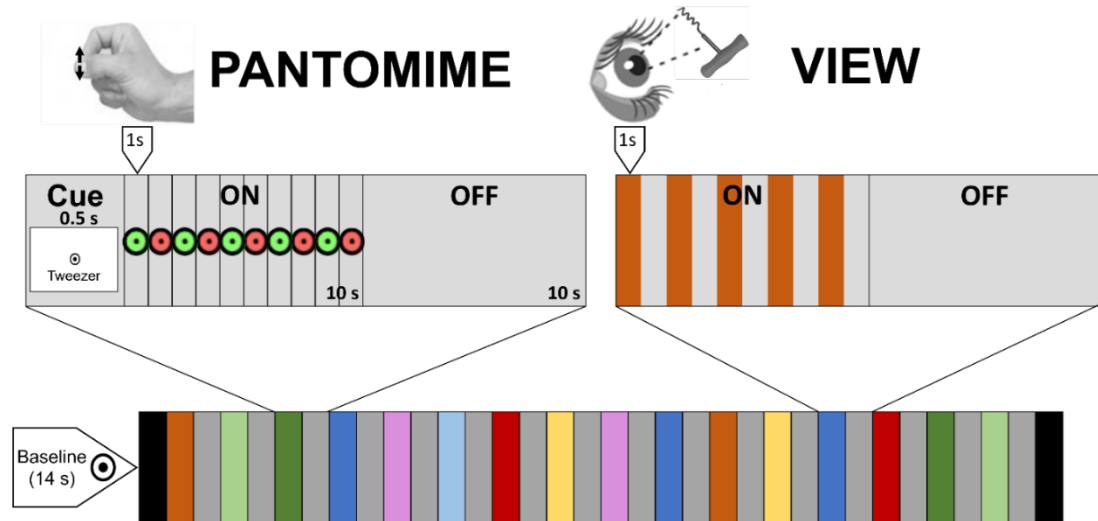 PANTOMIME
VIEW
1s
1s
Cue
ON
OFF
0.5 s
Tweezer
10 s
10 s
ON
OFF
Baseline
(14 s)